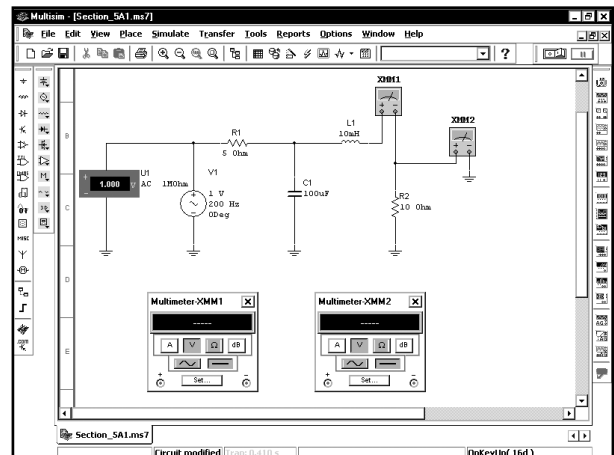 Multisim - [Section_5A1.ms7]
File Edit View Place Simulate Transfer Tools Reports Options Window Help
XMM1
L1
10mH
XMM2
R1
5 Ohm
U1
1.000 V AC 1MOhm
V1
1 V
200 Hz
0Deg
C1
100uF
R2
10 Ohm
B
C
D
E
MISC
.com
Multimeter-XMM1
-----
A V Ω dB
+ Set... -
Multimeter-XMM2
-----
A V Ω dB
+ Set... -
Section_5A1.ms7
Circuit modified Tran: 0.410 s OnKeyUp( 16d )